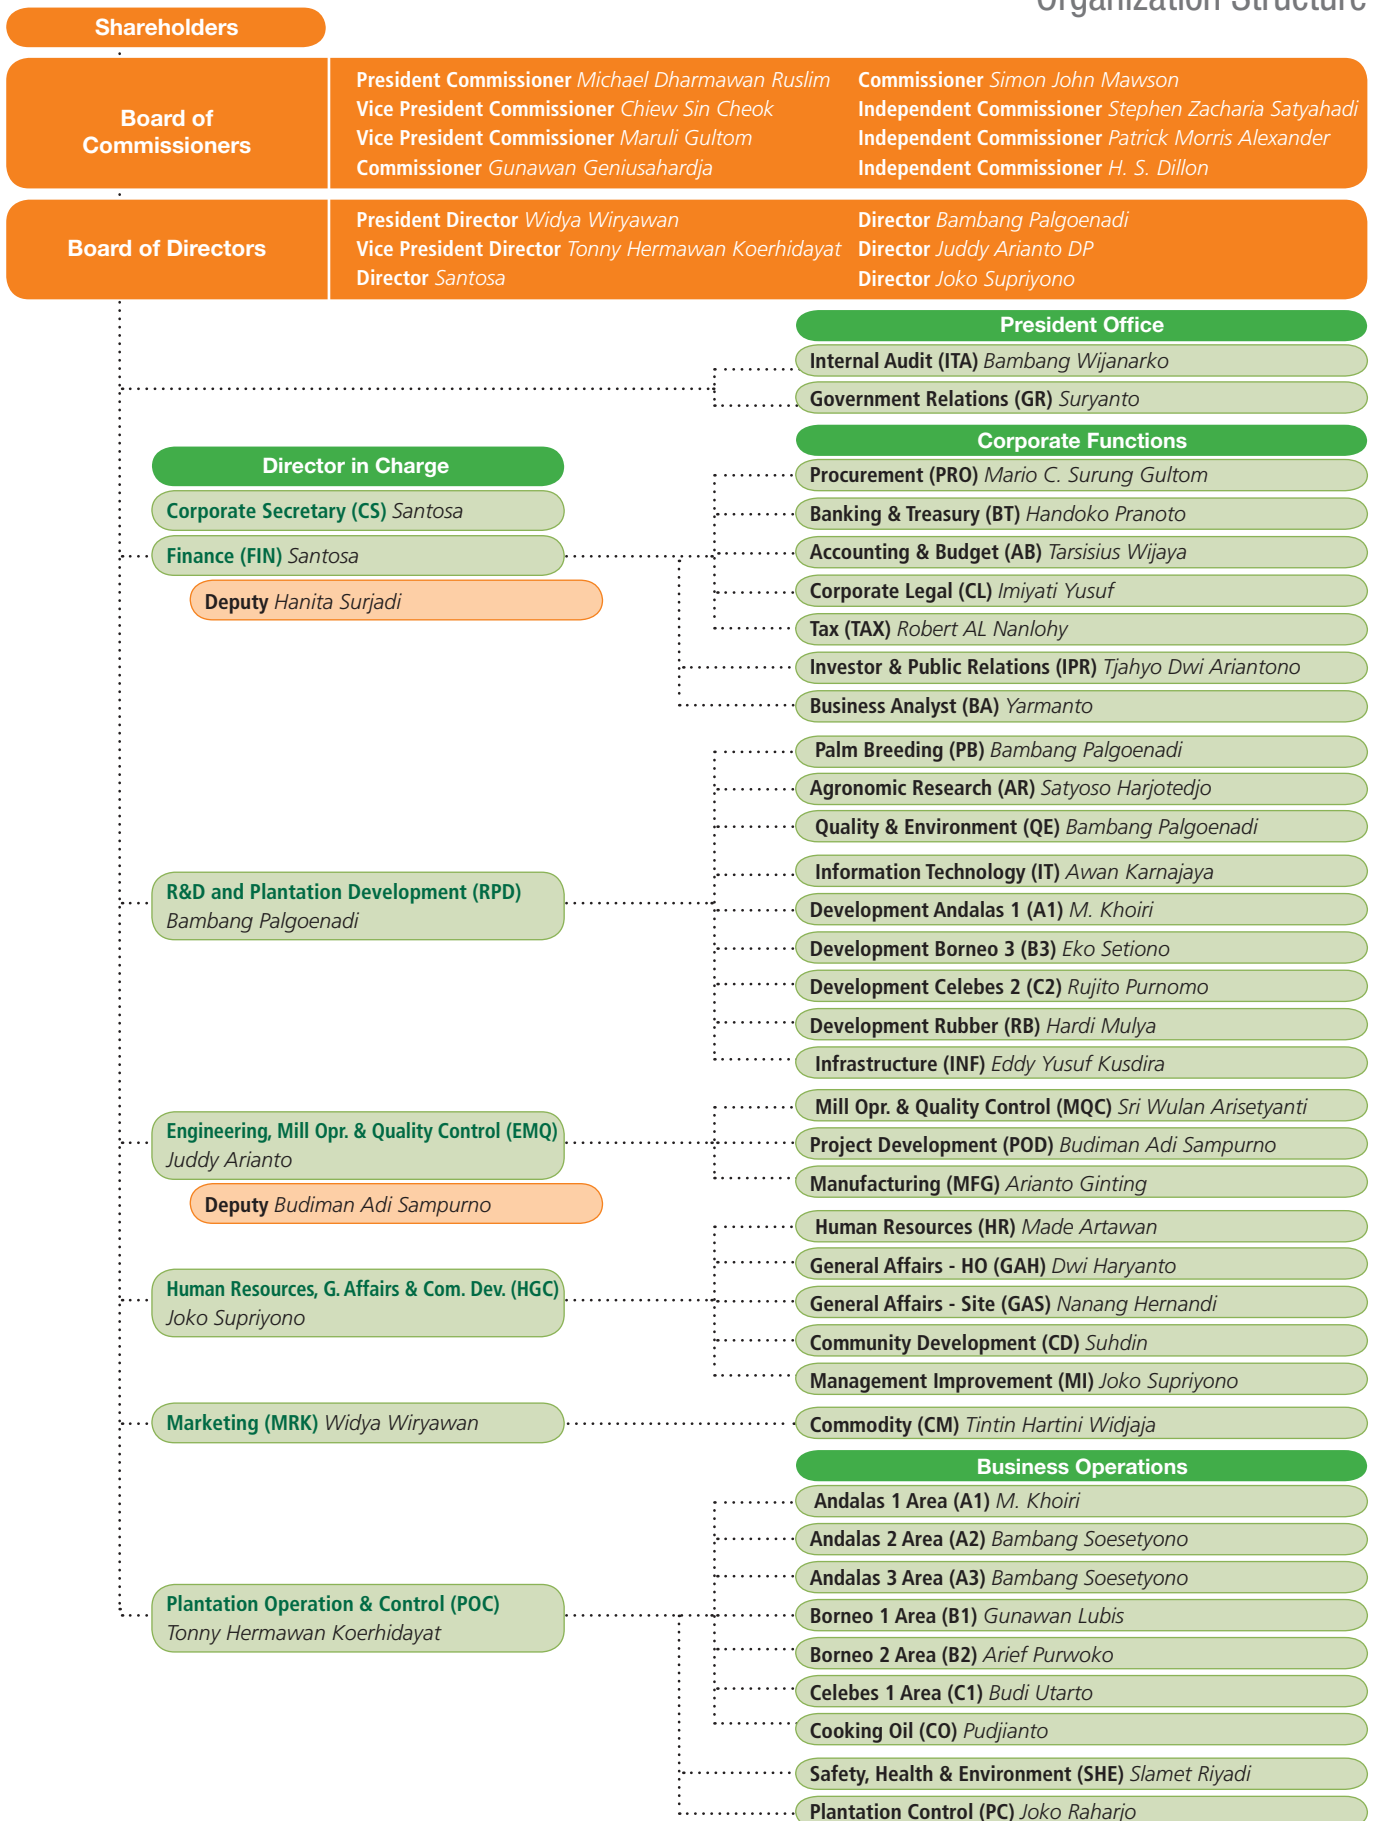 Organization Structure
Shareholders
Board of
Commissioners
President Commissioner Michael Dharmawan Ruslim
Vice President Commissioner Chiew Sin Cheok
Vice President Commissioner Maruli Gultom
Commissioner Gunawan Geniusahardja
Commissioner Simon John Mawson
Independent Commissioner Stephen Zacharia Satyahadi
Independent Commissioner Patrick Morris Alexander
Independent Commissioner H. S. Dillon
Board of Directors
President Director Widya Wiryawan
Vice President Director Tonny Hermawan Koerhidayat
Director Santosa
Director Bambang Palgoenadi
Director Juddy Arianto DP
Director Joko Supriyono
President Office
Internal Audit (ITA) Bambang Wijanarko
Government Relations (GR) Suryanto
Director in Charge
Corporate Secretary (CS) Santosa
Finance (FIN) Santosa
Deputy Hanita Surjadi
Corporate Functions
Procurement (PRO) Mario C. Surung Gultom
Banking & Treasury (BT) Handoko Pranoto
Accounting & Budget (AB) Tarsisius Wijaya
Corporate Legal (CL) Imiyati Yusuf
Tax (TAX) Robert AL Nanlohy
Investor & Public Relations (IPR) Tjahyo Dwi Ariantono
Business Analyst (BA) Yarmanto
R&D and Plantation Development (RPD)
Bambang Palgoenadi
Palm Breeding (PB) Bambang Palgoenadi
Agronomic Research (AR) Satyoso Harjotedjo
Quality & Environment (QE) Bambang Palgoenadi
Information Technology (IT) Awan Karnajaya
Development Andalas 1 (A1) M. Khoiri
Development Borneo 3 (B3) Eko Setiono
Development Celebes 2 (C2) Rujito Purnomo
Development Rubber (RB) Hardi Mulya
Infrastructure (INF) Eddy Yusuf Kusdira
Engineering, Mill Opr. & Quality Control (EMQ)
Juddy Arianto
Deputy Budiman Adi Sampurno
Mill Opr. & Quality Control (MQC) Sri Wulan Arisetyanti
Project Development (POD) Budiman Adi Sampurno
Manufacturing (MFG) Arianto Ginting
Human Resources, G. Affairs & Com. Dev. (HGC)
Joko Supriyono
Human Resources (HR) Made Artawan
General Affairs - HO (GAH) Dwi Haryanto
General Affairs - Site (GAS) Nanang Hernandi
Community Development (CD) Suhdin
Management Improvement (MI) Joko Supriyono
Marketing (MRK) Widya Wiryawan
Commodity (CM) Tintin Hartini Widjaja
Business Operations
Plantation Operation & Control (POC)
Tonny Hermawan Koerhidayat
Andalas 1 Area (A1) M. Khoiri
Andalas 2 Area (A2) Bambang Soesetyono
Andalas 3 Area (A3) Bambang Soesetyono
Borneo 1 Area (B1) Gunawan Lubis
Borneo 2 Area (B2) Arief Purwoko
Celebes 1 Area (C1) Budi Utarto
Cooking Oil (CO) Pudjianto
Safety, Health & Environment (SHE) Slamet Riyadi
Plantation Control (PC) Joko Raharjo